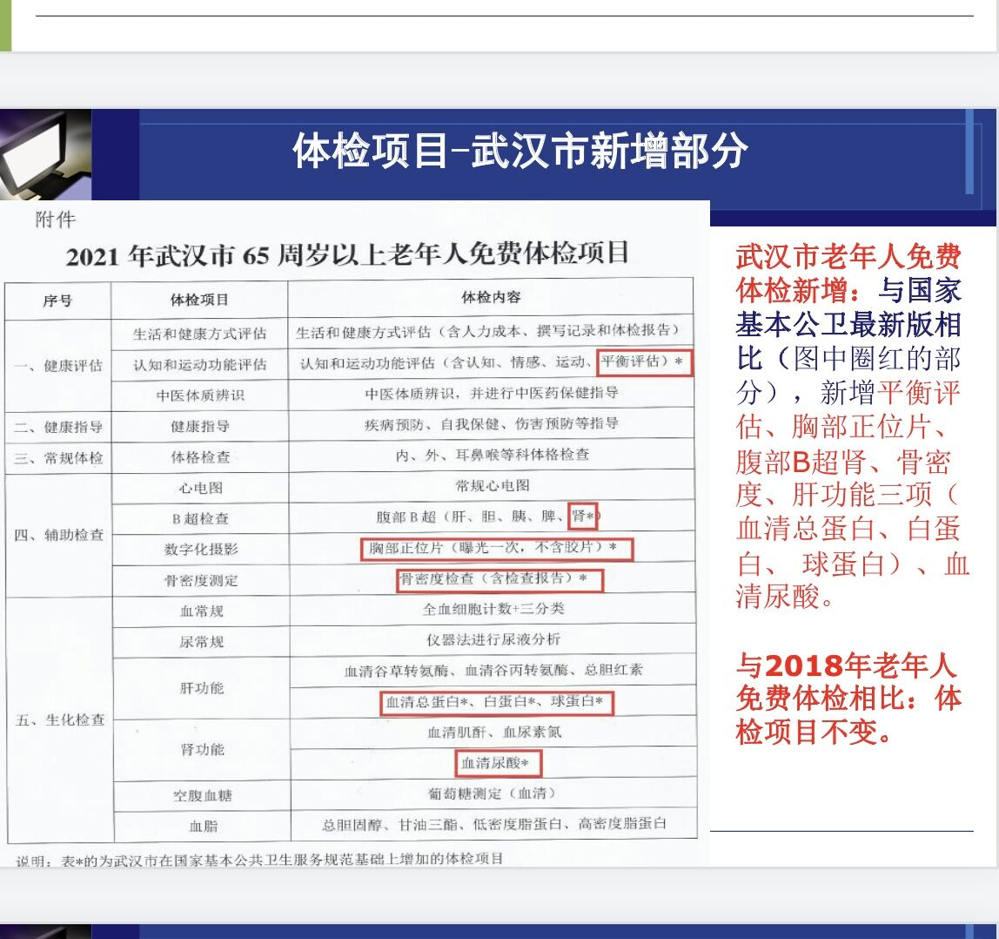 体检项目-武汉市新增部分
附件
2021 年武汉市 65 周岁以上老年人免费体检项目
序号 体检项目 体检内容
一、健康评估
生活和健康方式评估 生活和健康方式评估（含人力成本、撰写记录和体检报告）
认知和运动功能评估 认知和运动功能评估（含认知、情感、运动、平衡评估）*
中医体质辨识 中医体质辨识，并进行中医药保健指导
二、健康指导 健康指导 疾病预防、自我保健、伤害预防等指导
三、常规体检 体格检查 内、外、耳鼻喉等科体格检查
四、辅助检查
心电图 常规心电图
B 超检查 腹部 B 超（肝、胆、胰、脾、肾*）
数字化摄影 胸部正位片（曝光一次，不含胶片）*
骨密度测定 骨密度检查（含检查报告）*
五、生化检查
血常规 全血细胞计数+三分类
尿常规 仪器法进行尿液分析
肝功能 血清谷草转氨酶、血清谷丙转氨酶、总胆红素
血清总蛋白*、白蛋白*、球蛋白*
肾功能 血清肌酐、血尿素氮
血清尿酸*
空腹血糖 葡萄糖测定（血清）
血脂 总胆固醇、甘油三酯、低密度脂蛋白、高密度脂蛋白
说明：表*的为武汉市在国家基本公共卫生服务规范基础上增加的体检项目
武汉市老年人免费
体检新增：与国家
基本公卫最新版相
比（图中圈红的部
分），新增平衡评
估、胸部正位片、
腹部B超肾、骨密
度、肝功能三项（
血清总蛋白、白蛋
白、 球蛋白）、血
清尿酸。
与2018年老年人
免费体检相比：体
检项目不变。